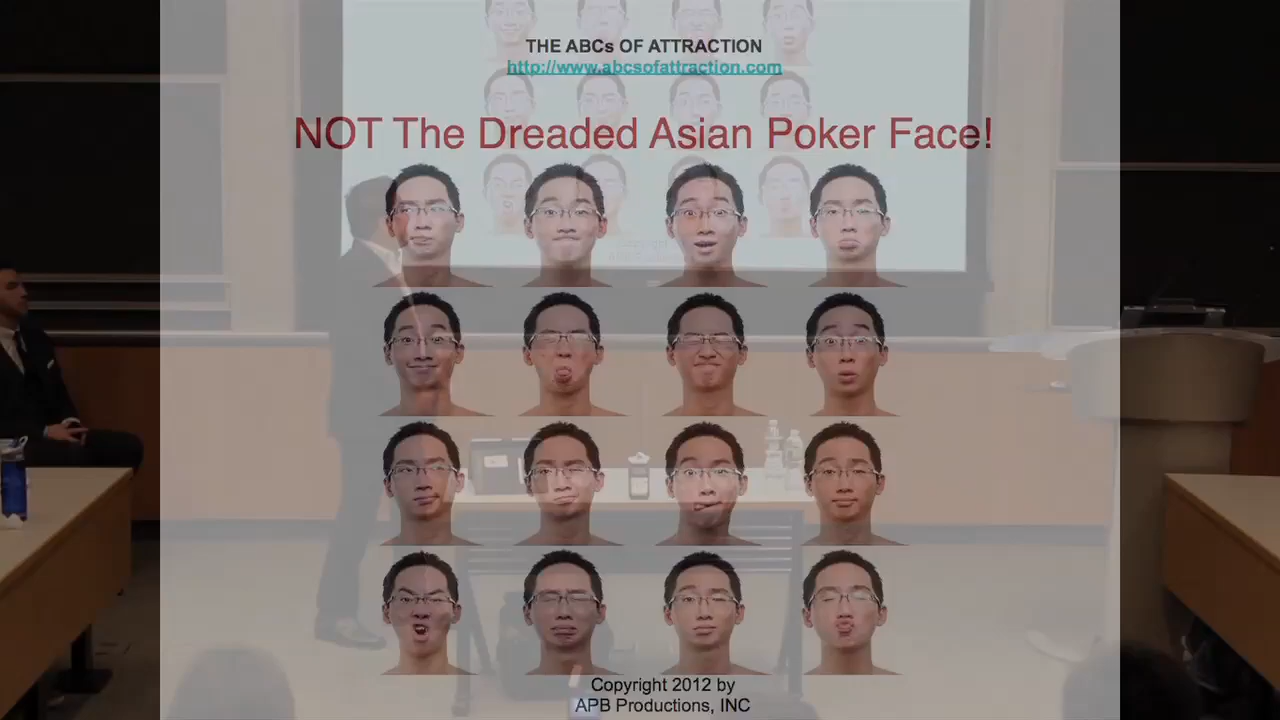 THE ABCs OF ATTRACTION
http://www.abcsofattraction.com
NOT The Dreaded Asian Poker Face!
Copyright 2012 by
APB Productions, INC